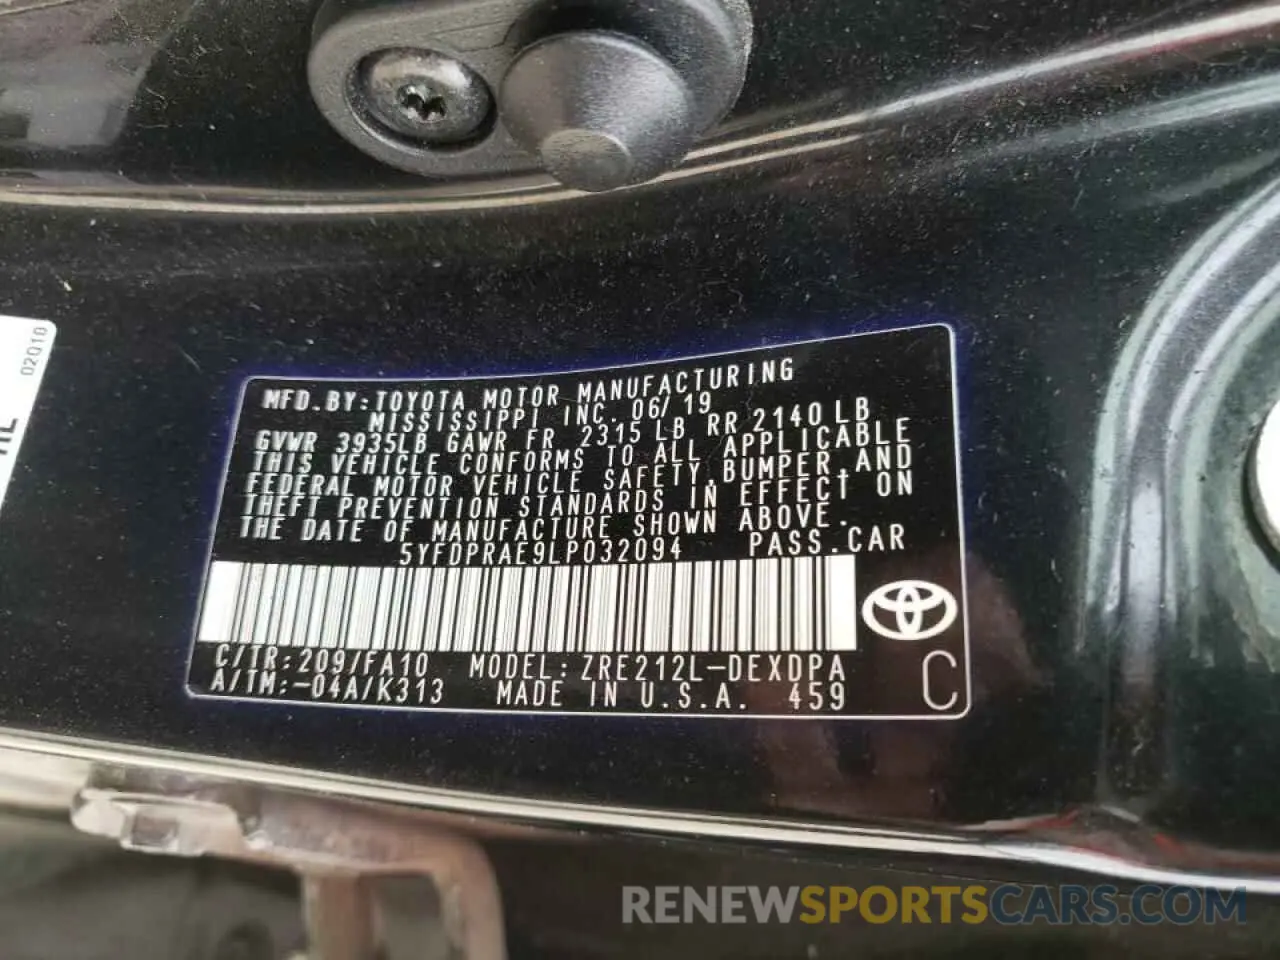 02Q10
MFD.BY:TOYOTA MOTOR MANUFACTURING
MISSISSIPPI INC. 06/19
GVWR 3935LB GAWR FR 2315 LB RR 2140LB
THIS VEHICLE CONFORMS TO ALL APPLICABLE
FEDERAL MOTOR VEHICLE SAFETY,BUMPER,AND
THEFT PREVENTION STANDARDS IN EFFECT ON
THE DATE OF MANUFACTURE SHOWN ABOVE.
5YFDPRAE9LP032094 PASS.CAR
C/TR:209/FA10 MODEL:ZRE212L-DEXDPA
A/TM:-04A/K313 MADE IN U.S.A. 459
C
RENEWSPORTSCARS.COM